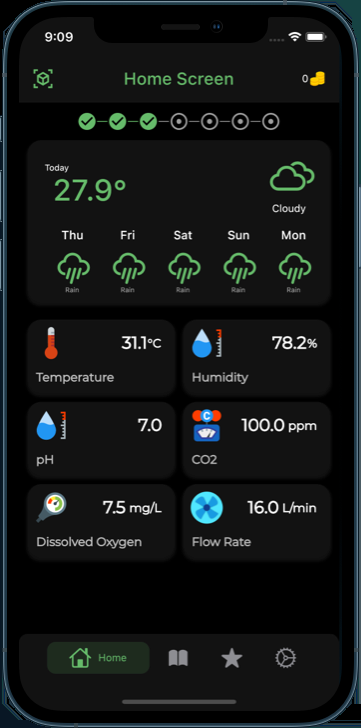 9:09
Home Screen
0
Today
27.9°
Cloudy
Thu Fri Sat Sun Mon
Rain Rain Rain Rain Rain
31.1°C
Temperature
78.2%
Humidity
7.0
pH
C
100.0 ppm
CO2
7.5 mg/L
Dissolved Oxygen
16.0 L/min
Flow Rate
Home